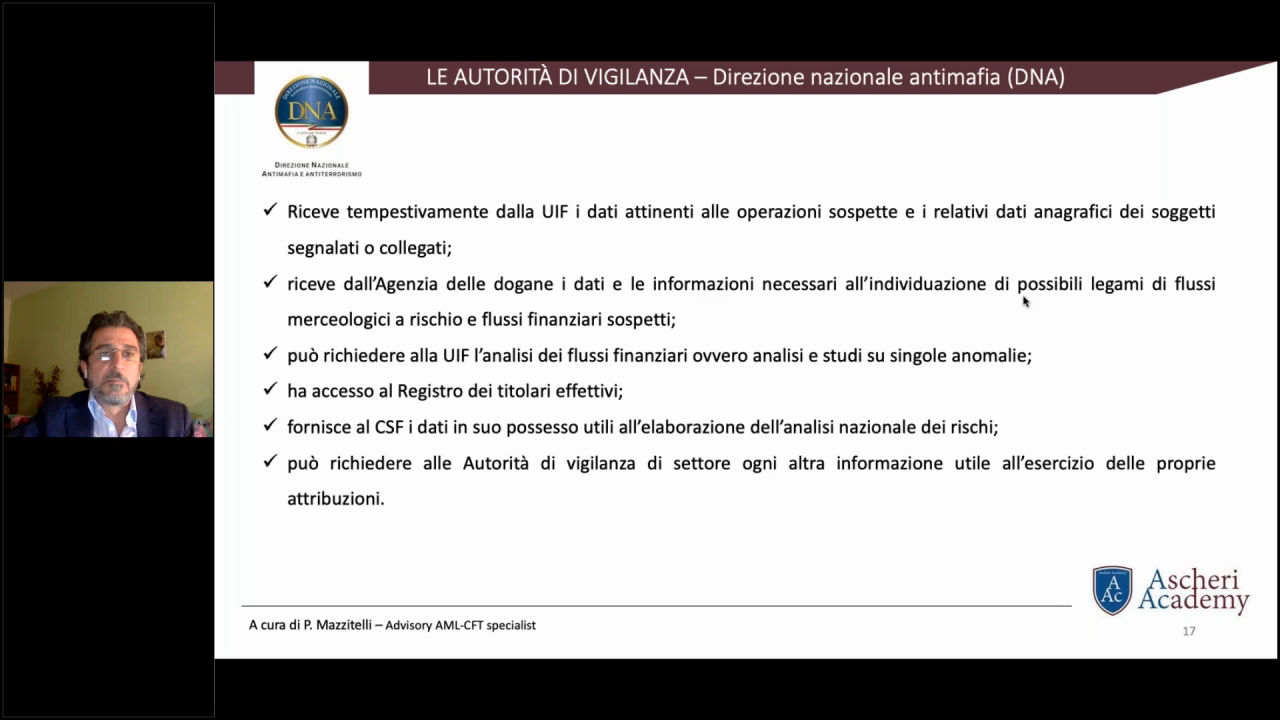 LE AUTORITÀ DI VIGILANZA – Direzione nazionale antimafia (DNA)
DIREZIONE NAZIONALE
DNA
DIREZIONE NAZIONALE
ANTIMAFIA E ANTITERRORISMO
✓ Riceve tempestivamente dalla UIF i dati attinenti alle operazioni sospette e i relativi dati anagrafici dei soggetti
segnalati o collegati;
✓ riceve dall’Agenzia delle dogane i dati e le informazioni necessari all’individuazione di possibili legami di flussi
merceologici a rischio e flussi finanziari sospetti;
✓ può richiedere alla UIF l’analisi dei flussi finanziari ovvero analisi e studi su singole anomalie;
✓ ha accesso al Registro dei titolari effettivi;
✓ fornisce al CSF i dati in suo possesso utili all’elaborazione dell’analisi nazionale dei rischi;
✓ può richiedere alle Autorità di vigilanza di settore ogni altra informazione utile all’esercizio delle proprie
attribuzioni.
A
Ac
Ascheri
Academy
A cura di P. Mazzitelli – Advisory AML-CFT specialist
17